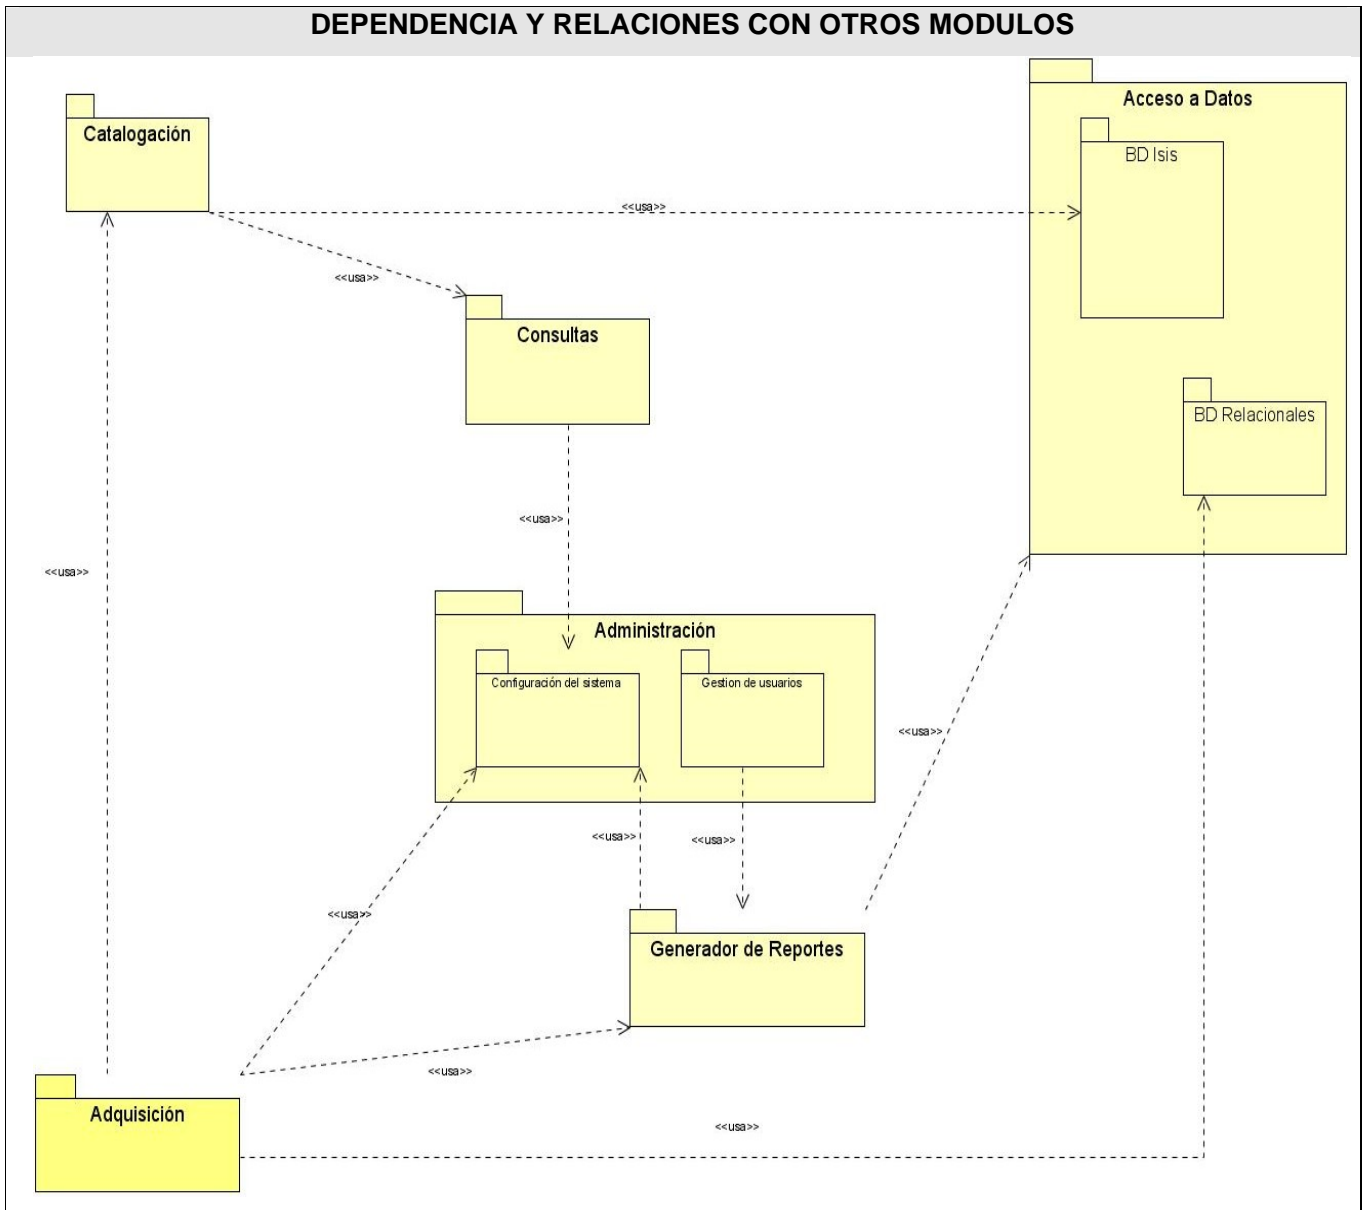 DEPENDENCIA Y RELACIONES CON OTROS MODULOS
Acceso a Datos
Catalogación
BD Isis
<<usa>>
<<usa>>
Consultas
BD Relacionales
<<usa>>
<<usa>>
Administración
Configuración del sistema
Gestion de usuarios
<<usa>>
<<usa>>
<<usa>>
<<usa>>
Generador de Reportes
<<usa>>
Adquisición
<<usa>>